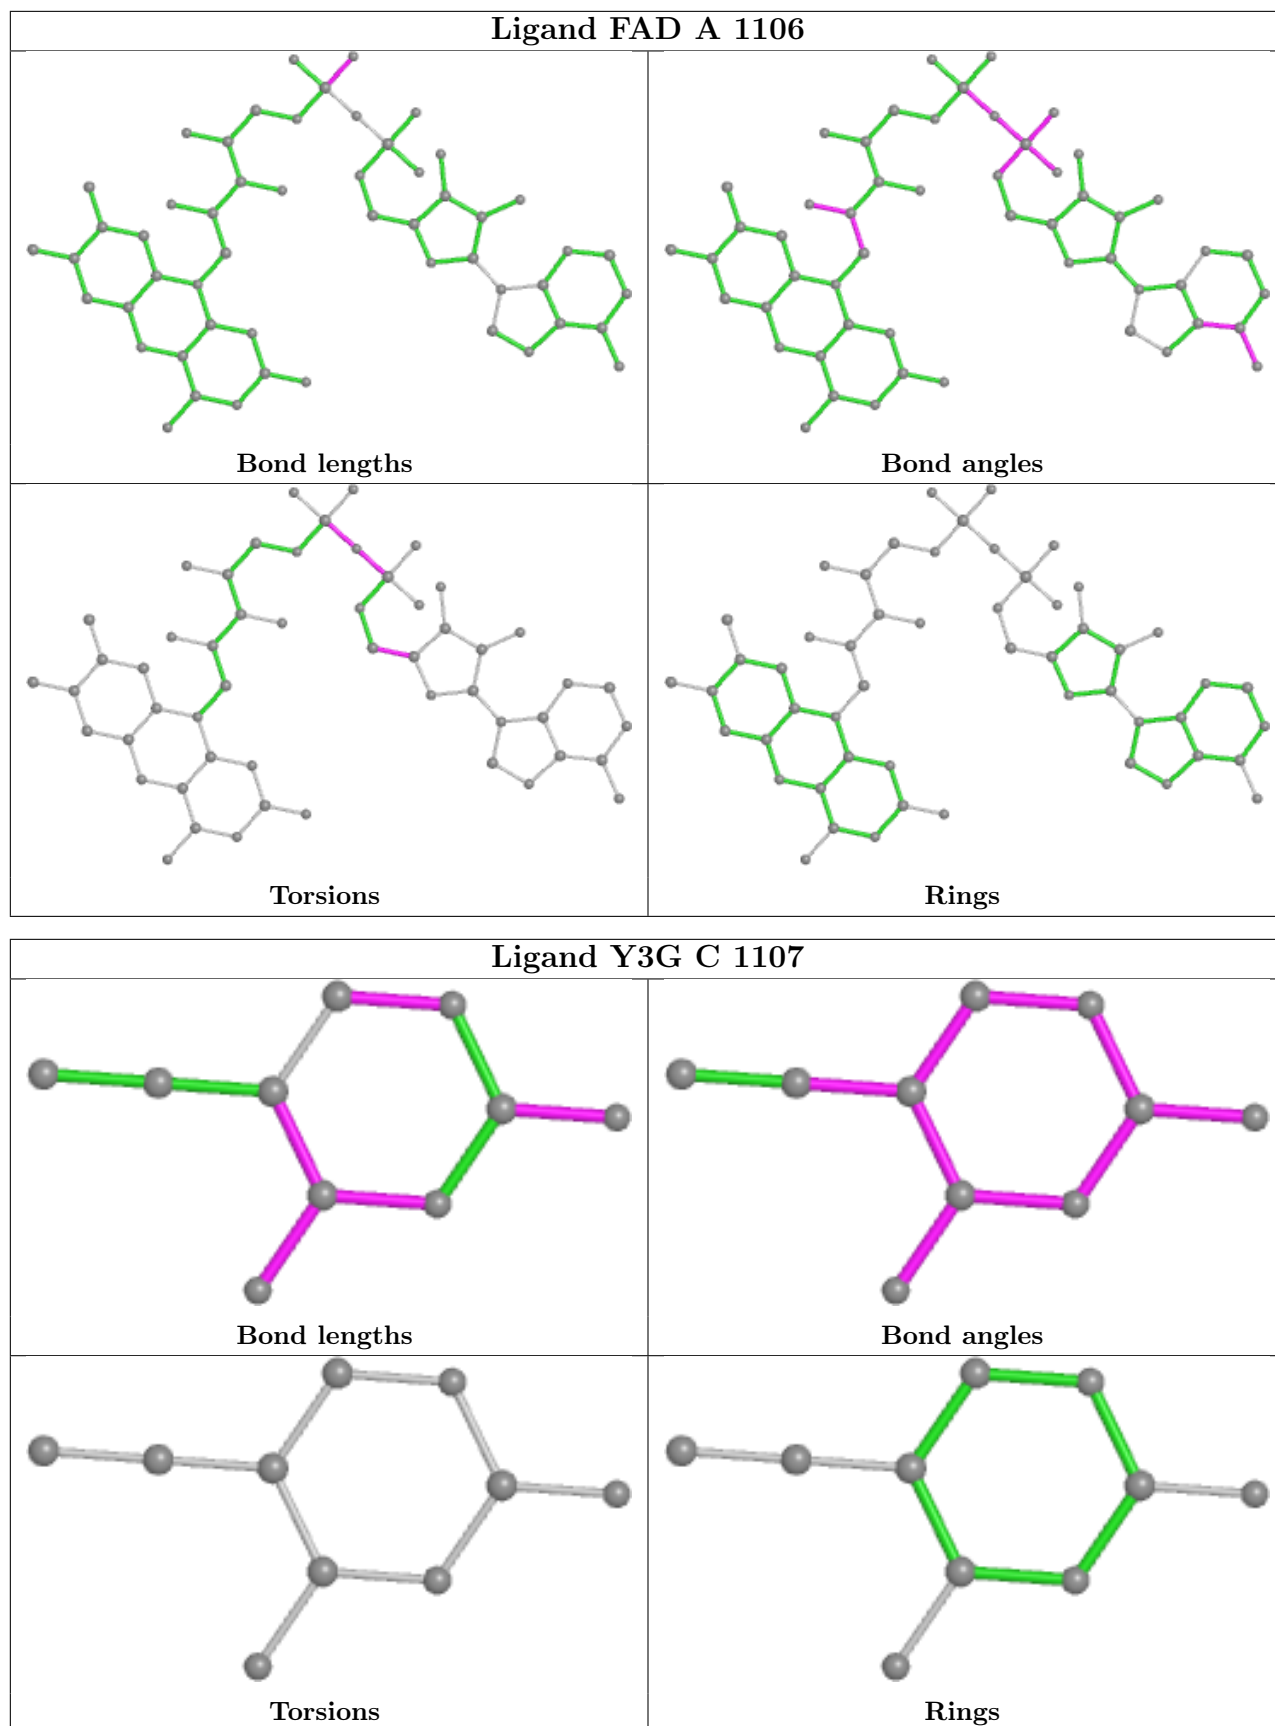 Ligand FAD A 1106
Bond lengths
Bond angles
Torsions
Rings
Ligand Y3G C 1107
Bond lengths
Bond angles
Torsions
Rings